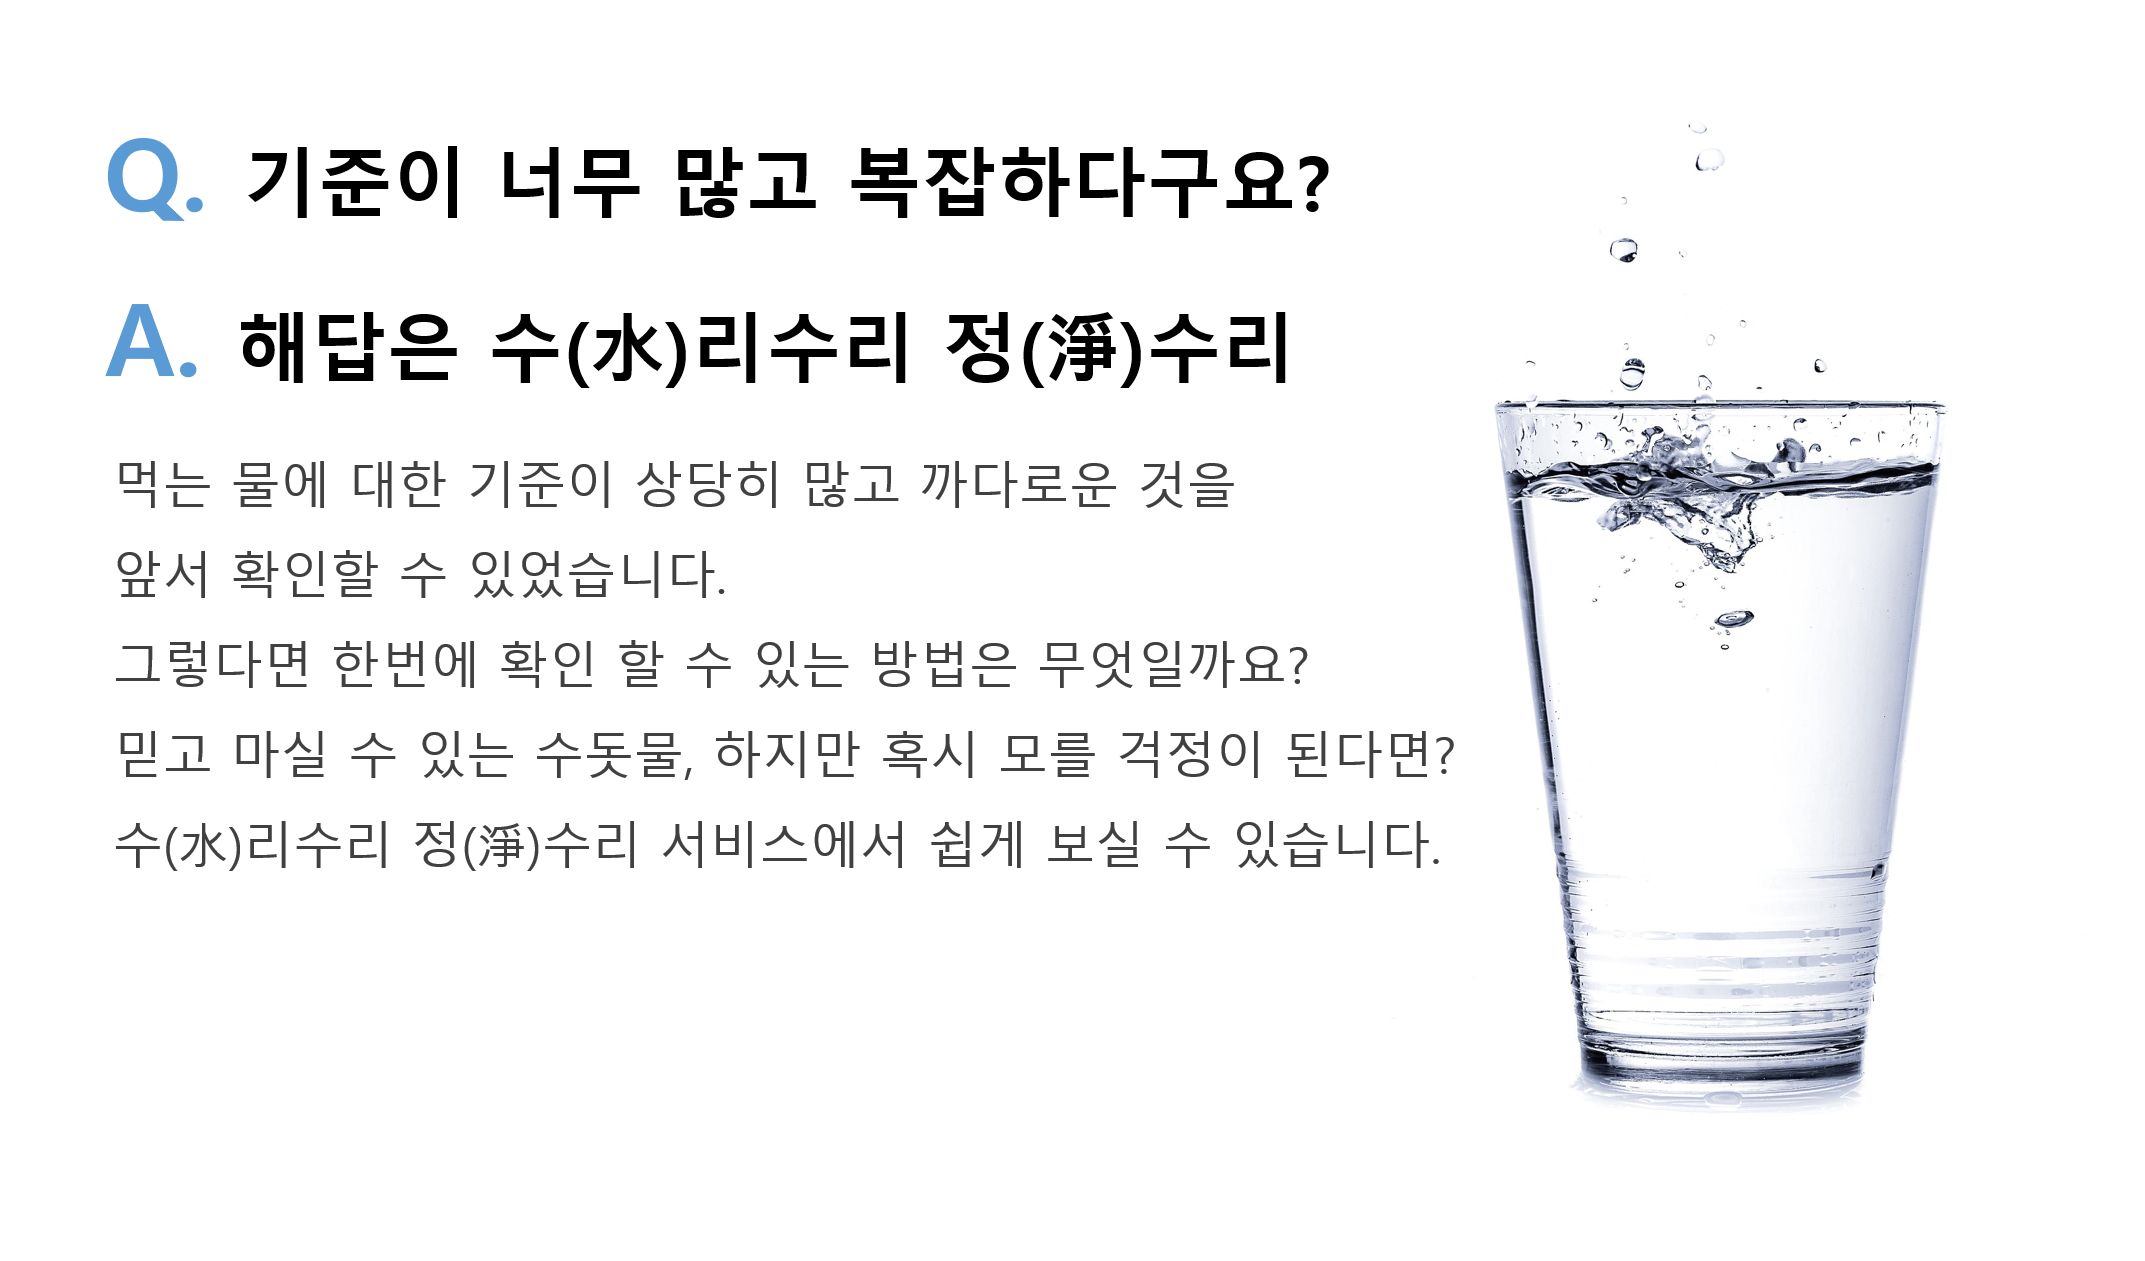 Q. 기준이 너무 많고 복잡하다구요?
A. 해답은 수(水)리수리 정(淨)수리
먹는 물에 대한 기준이 상당히 많고 까다로운 것을
앞서 확인할 수 있었습니다.
그렇다면 한번에 확인 할 수 있는 방법은 무엇일까요?
믿고 마실 수 있는 수돗물, 하지만 혹시 모를 걱정이 된다면?
수(水)리수리 정(淨)수리 서비스에서 쉽게 보실 수 있습니다.